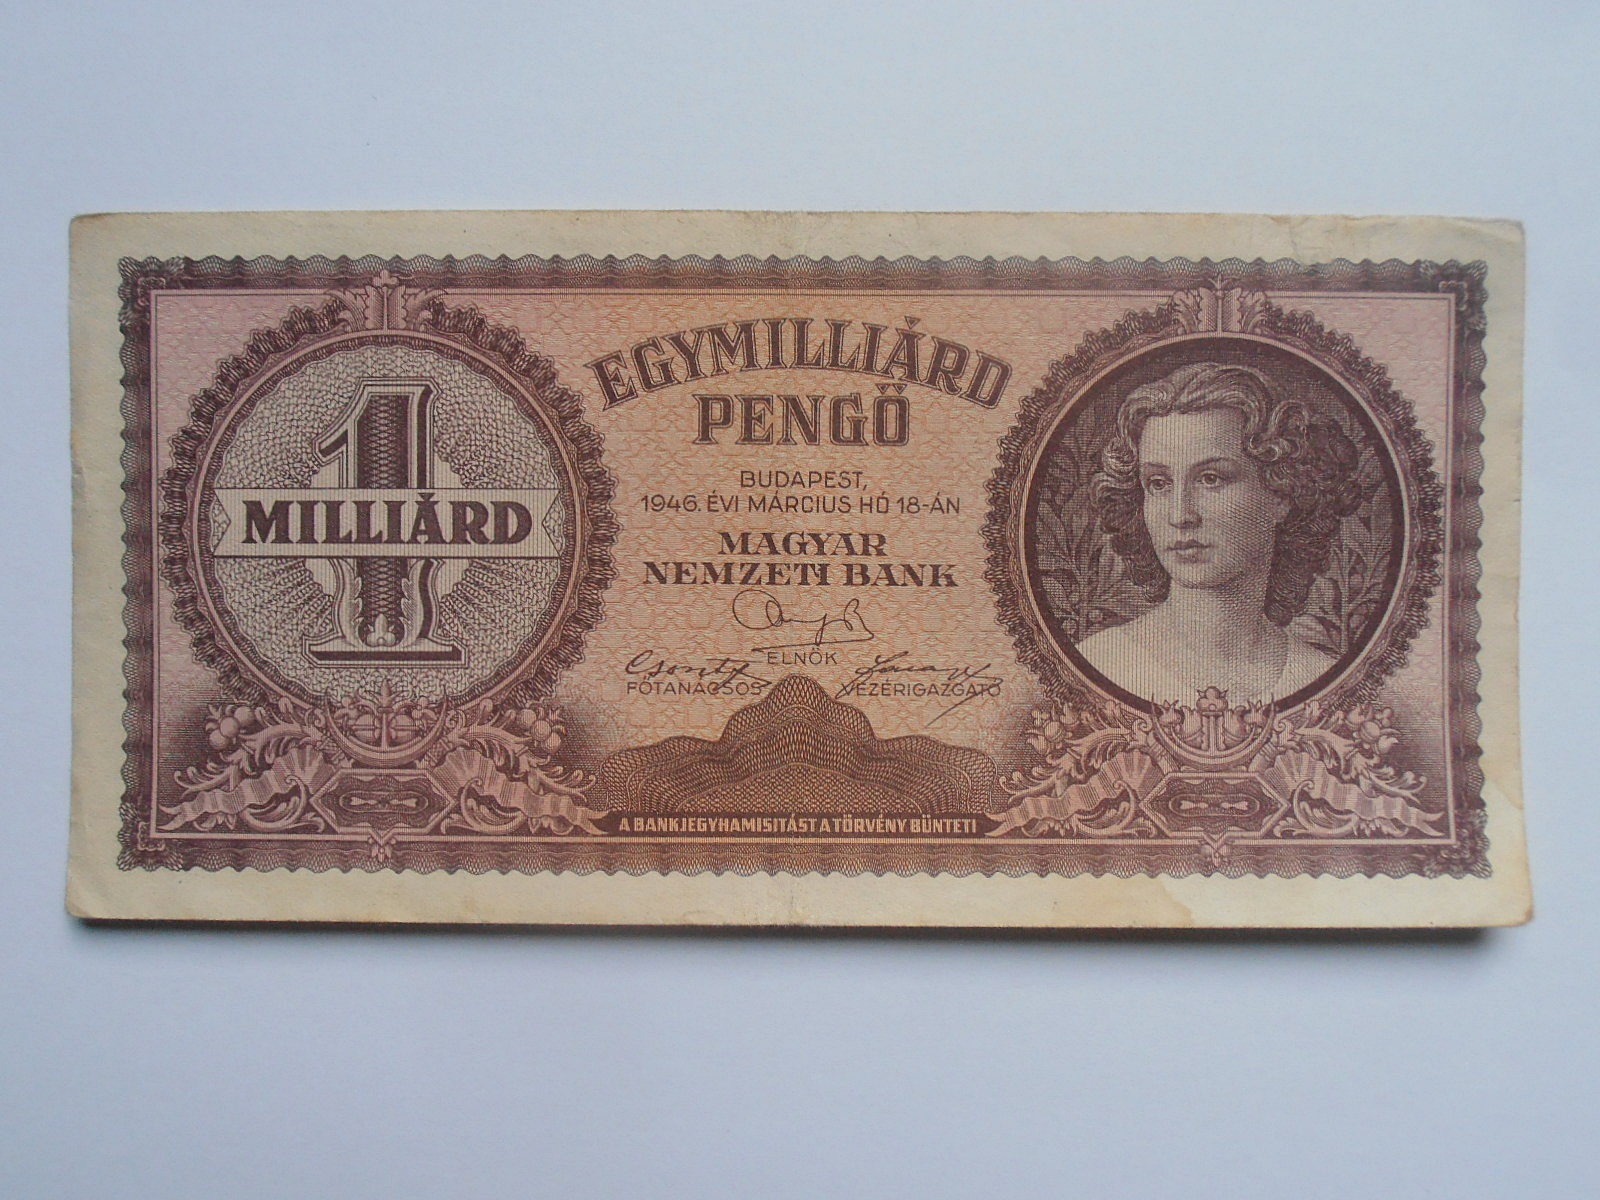 1
MILLIÁRD
EGYMILLIÁRD
PENGŐ
BUDAPEST,
1946. ÉVI MÁRCIUS HÓ 18-ÁN
MAGYAR
NEMZETI BANK
ELNÖK
FŐTANÁCSOS VEZÉRIGAZGATÓ
A BANKJEGYHAMISITÁST A TÖRVÉNY BÜNTETI